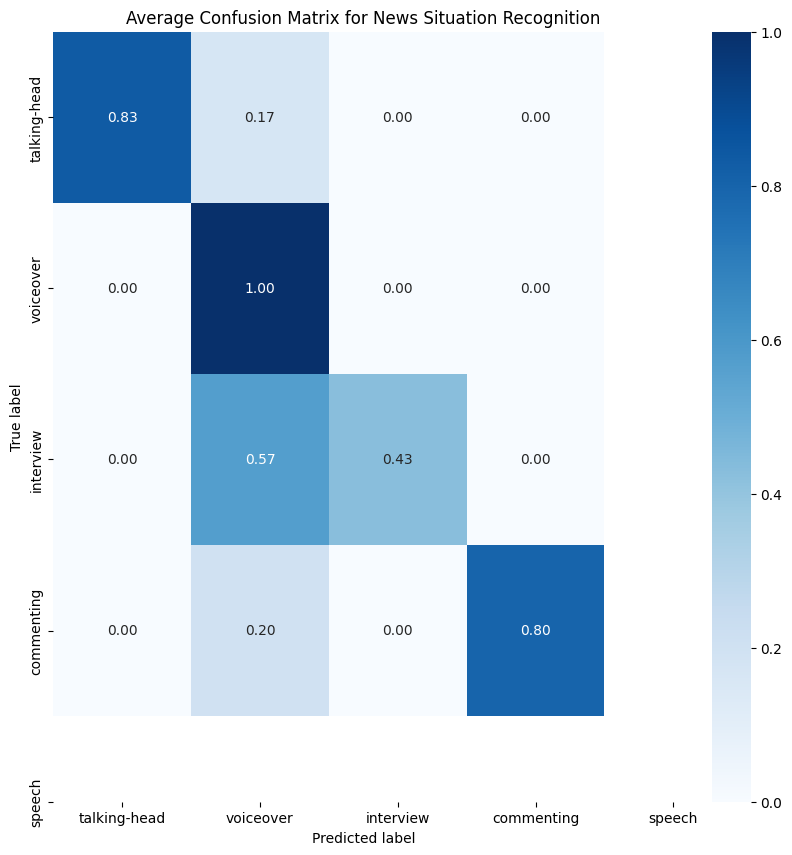 Average Confusion Matrix for News Situation Recognition
True label
talking-head
0.83 0.17 0.00 0.00
voiceover
0.00 1.00 0.00 0.00
interview
0.00 0.57 0.43 0.00
commenting
0.00 0.20 0.00 0.80
speech
talking-head voiceover interview commenting speech
Predicted label
1.0
0.8
0.6
0.4
0.2
0.0